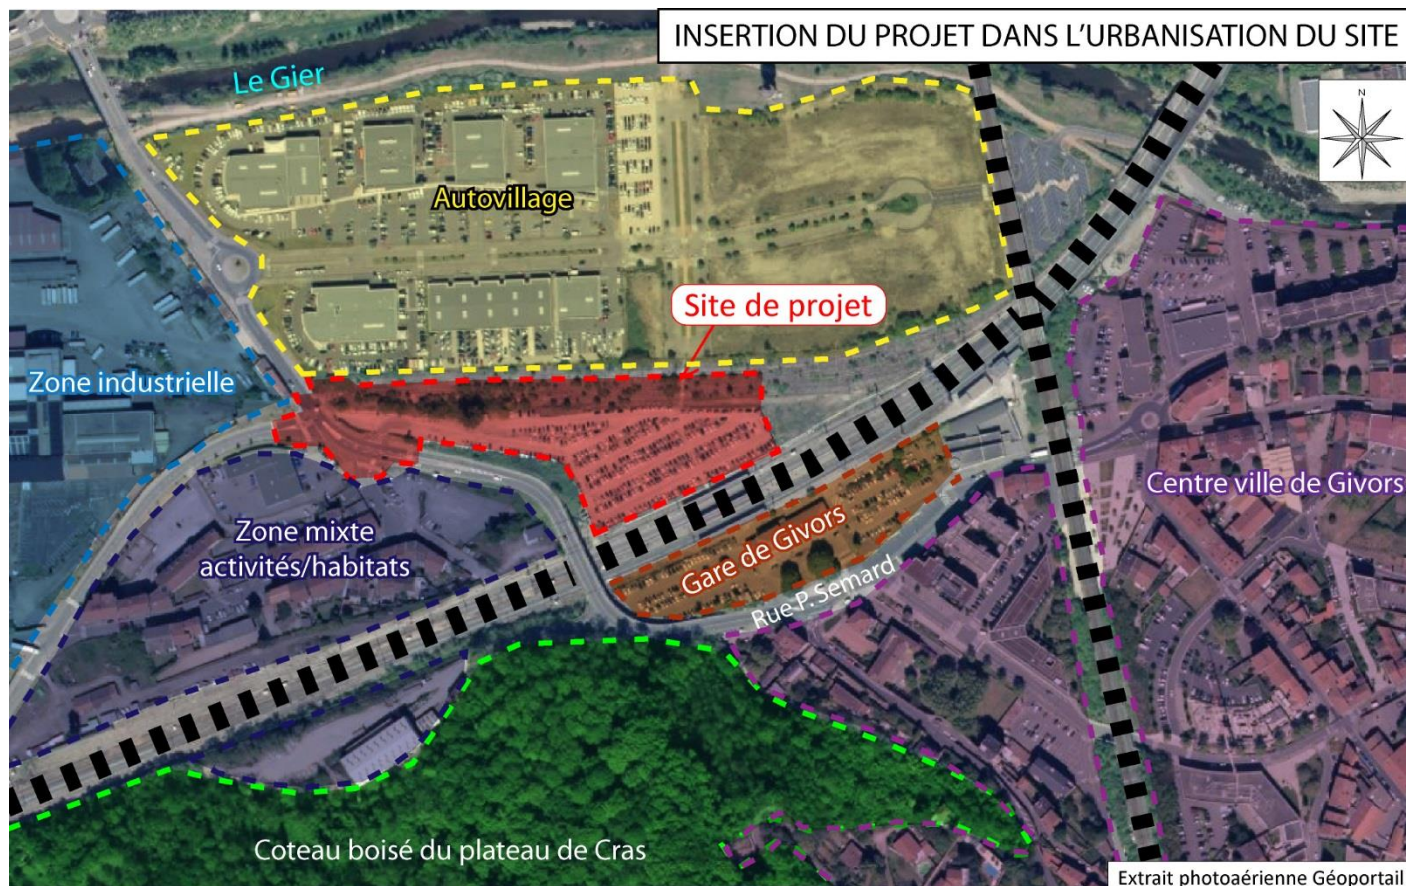 INSERTION DU PROJET DANS L'URBANISATION DU SITE
Le Gier
N
Autovillage
Site de projet
Zone industrielle
Centre ville de Givors
Zone mixte
activités/habitats
Gare de Givors
Rue P. Semard
Coteau boisé du plateau de Cras
Extrait photoaérienne Géoportail